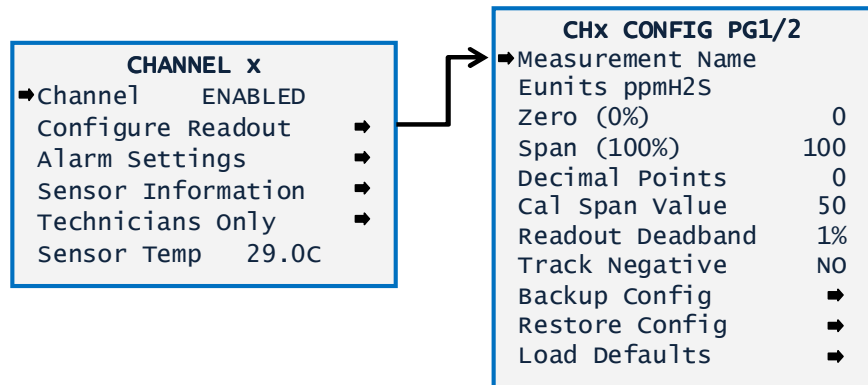 CHANNEL x
Channel ENABLED
Configure Readout
Alarm Settings
Sensor Information
Technicians Only
Sensor Temp 29.0C
CHx CONFIG PG1/2
Measurement Name
Eunits ppmH2S
Zero (0%) 0
Span (100%) 100
Decimal Points 0
Cal Span Value 50
Readout Deadband 1%
Track Negative NO
Backup Config
Restore Config
Load Defaults